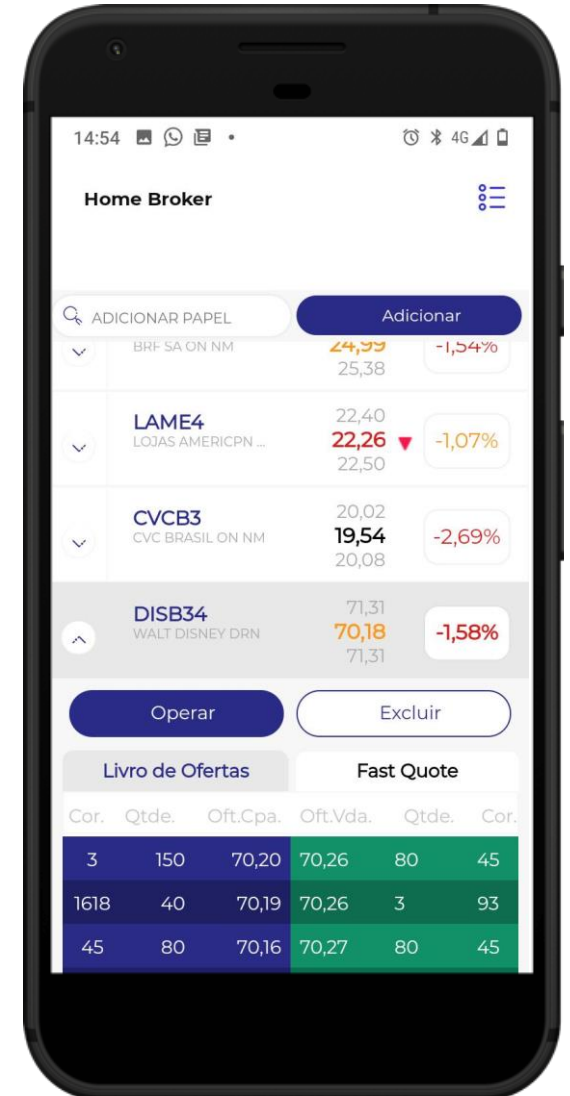 14:54
4G
Home Broker
ADICIONAR PAPEL Adicionar
BRF SA ON NM 24,99 -1,54%
25,38
22,40
LAME4
22,26 -1,07%
LOJAS AMERICPN ...
22,50
20,02
CVCB3
19,54 -2,69%
CVC BRASIL ON NM
20,08
71,31
DISB34
70,18 -1,58%
WALT DISNEY DRN
71,31
Operar Excluir
Livro de Ofertas Fast Quote
Cor. Qtde. Oft.Cpa. Oft.Vda. Qtde. Cor.
3 150 70,20 70,26 80 45
1618 40 70,19 70,26 3 93
45 80 70,16 70,27 80 45